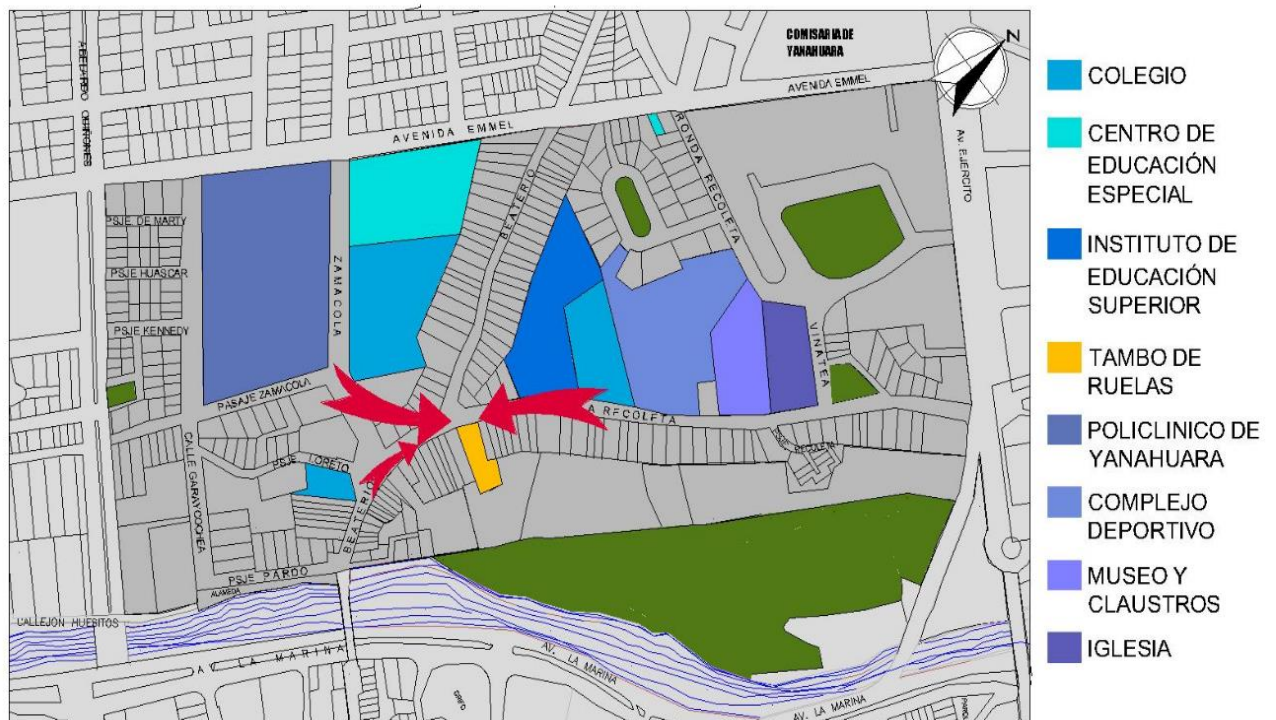 COMISARIA DE
YANAHUARA
N
AVENIDA EMMEL
AVENIDA EMMEL
AV. EJERCITO
RONDA RECOLETA
BEATERIO
ZAMACOLA
PSJE. DE MARTY
PSJE HUASCAR
PSJE KENNEDY
VINATEA
PASAJE ZAMACOLA
A RECOLETA
CALLE GARAYCOCHEA
PSJE. LORETO
BEATERIO
PSJE PARDO
ALAMEDA
CALLEJON HUESITOS
AV. LA MARINA
AV. LA MARINA
AV. LA MARINA
GRIFO
COLEGIO
CENTRO DE
EDUCACIÓN
ESPECIAL
INSTITUTO DE
EDUCACIÓN
SUPERIOR
TAMBO DE
RUELAS
POLICLINICO DE
YANAHUARA
COMPLEJO
DEPORTIVO
MUSEO Y
CLAUSTROS
IGLESIA